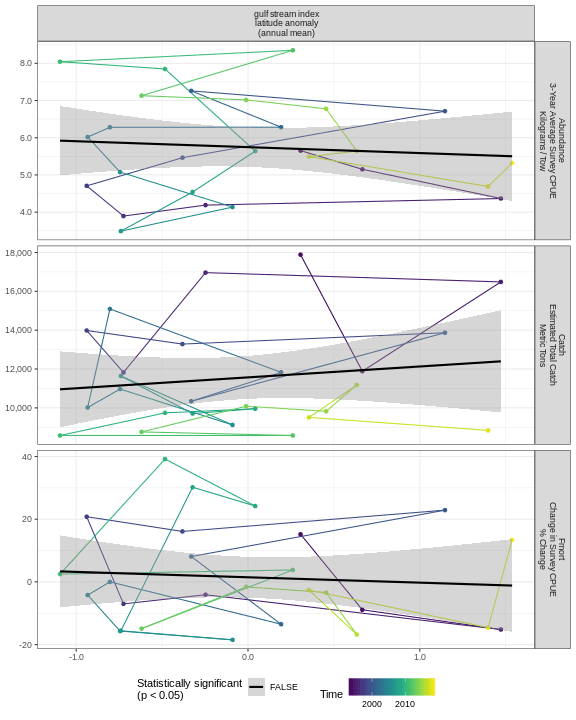 gulf stream index
latitude anomaly
(annual mean)
8.0
7.0
6.0
5.0
4.0
Abundance
3-Year Average Survey CPUE
Kilograms / Tow
18,000
16,000
14,000
12,000
10,000
Catch
Estimated Total Catch
Metric Tons
40
20
0
-20
Fmort
Change in Survey CPUE
% Change
-1.0
0.0
1.0
Statistically significant
(p < 0.05)
FALSE
Time
2000
2010